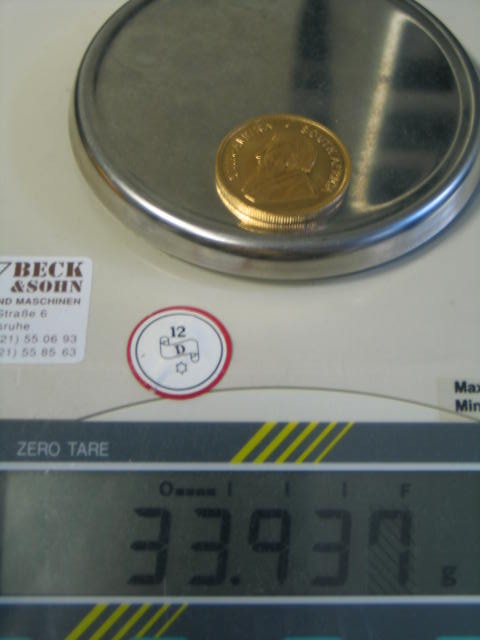 SOUTH AFRICA
BECK
& SOHN
ND MASCHINEN
Straße 6
sruhe
21) 55 06 93
21) 55 85 63
12
D
Max
Min
ZERO TARE
O F
33.937 g